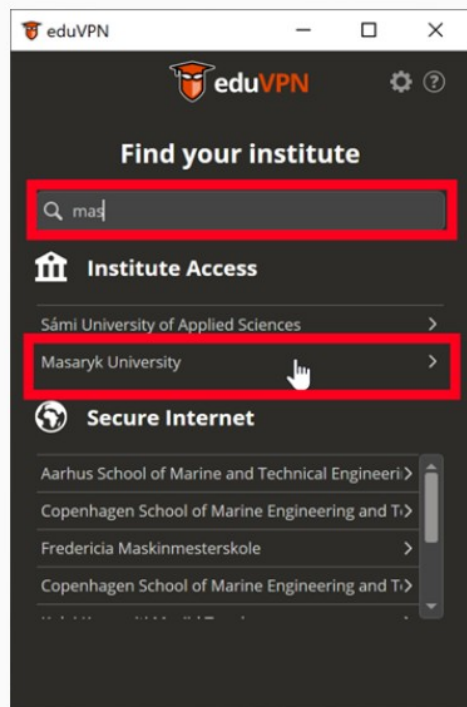 eduVPN
eduVPN
Find your institute
mas
Institute Access
Sámi University of Applied Sciences
Masaryk University
Secure Internet
Aarhus School of Marine and Technical Engineeri
Copenhagen School of Marine Engineering and T
Fredericia Maskinmesterskole
Copenhagen School of Marine Engineering and T